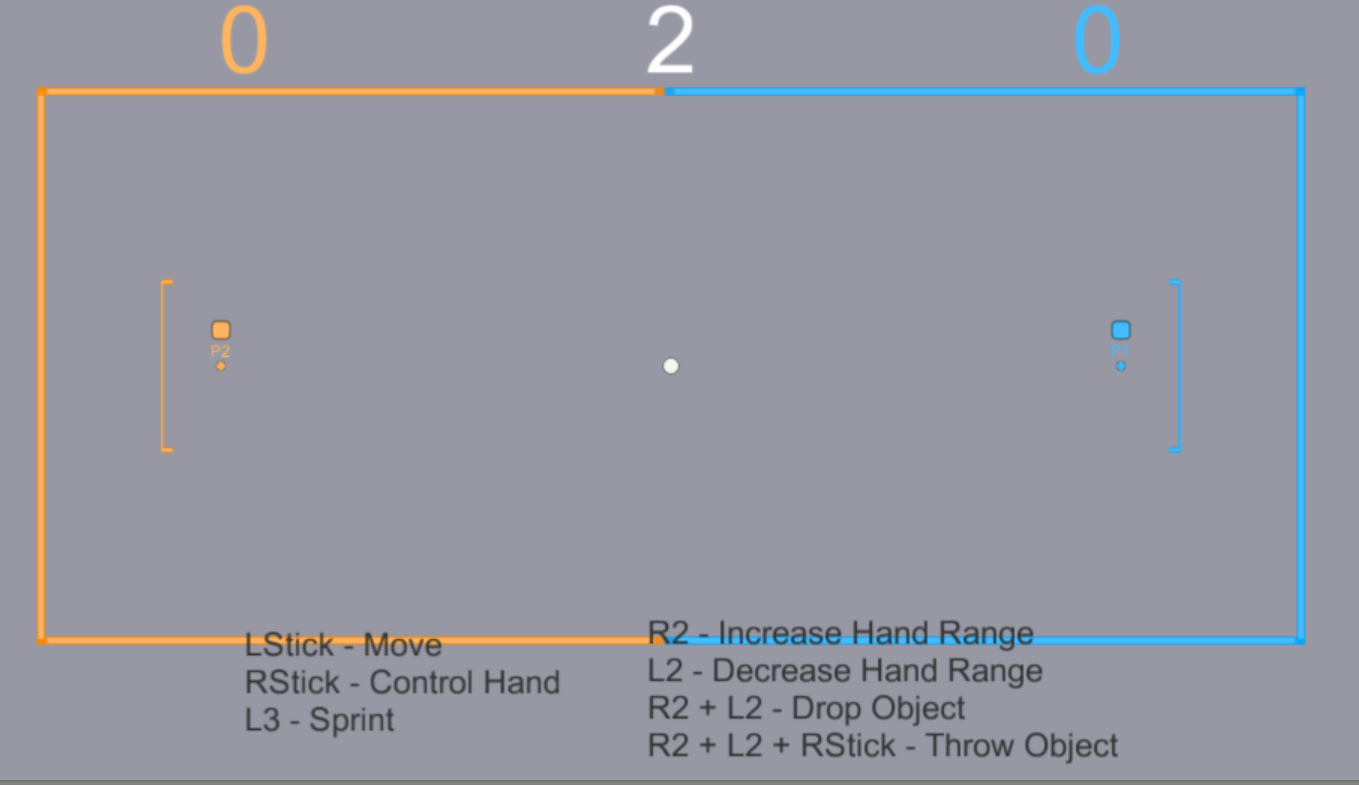 0 2 0
P2 P1
LStick - Move
RStick - Control Hand
L3 - Sprint
R2 - Increase Hand Range
L2 - Decrease Hand Range
R2 + L2 - Drop Object
R2 + L2 + RStick - Throw Object